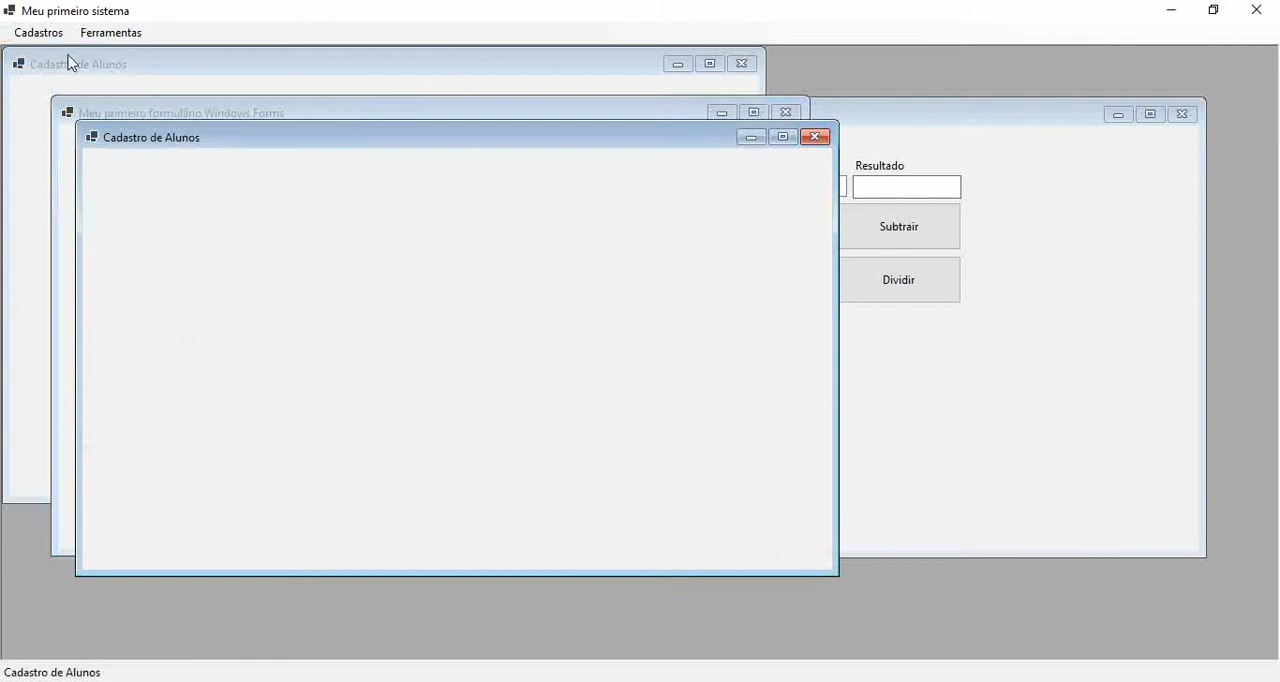 Meu primeiro sistema
Cadastros Ferramentas
Cadastro de Alunos
Meu primeiro formulário Windows Forms
Cadastro de Alunos
Resultado
Subtrair
Dividir
Cadastro de Alunos